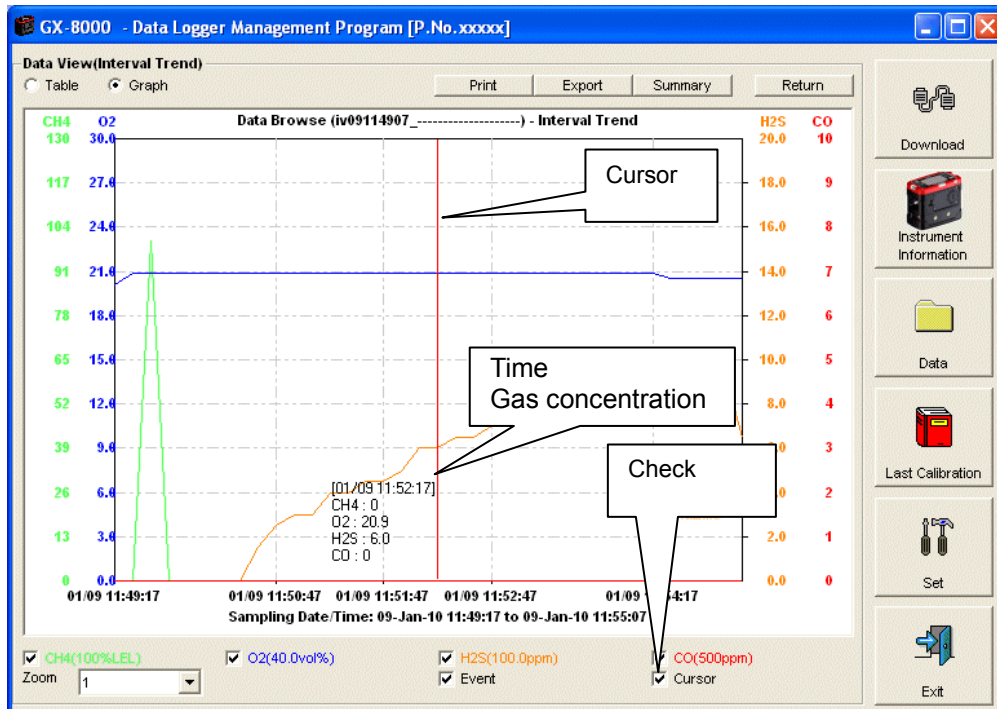 GX-8000 - Data Logger Management Program [P.No.xxxxx]
Data View(Interval Trend)
Table Graph Print Export Summary Return
Data Browse (iv09114907_--------------------) - Interval Trend
CH4 O2 H2S CO
130 30.0 20.0 10
117 27.0 18.0 9
104 24.0 16.0 8
91 21.0 14.0 7
78 18.0 12.0 6
65 15.0 10.0 5
52 12.0 8.0 4
39 9.0 3
26 6.0 2
13 3.0 2.0 1
0 0.0 0.0 0
Cursor
Time
Gas concentration
Check
[01/09 11:52:17]
CH4 : 0
O2 : 20.9
H2S : 6.0
CO : 0
01/09 11:49:17 01/09 11:50:47 01/09 11:51:47 01/09 11:52:47 01/09
Sampling Date/Time: 09-Jan-10 11:49:17 to 09-Jan-10 11:55:07
CH4(100%LEL) O2(40.0vol%) H2S(100.0ppm) CO(500ppm)
Zoom 1 Event Cursor
Download
Instrument
Information
Data
Last Calibration
Set
Exit